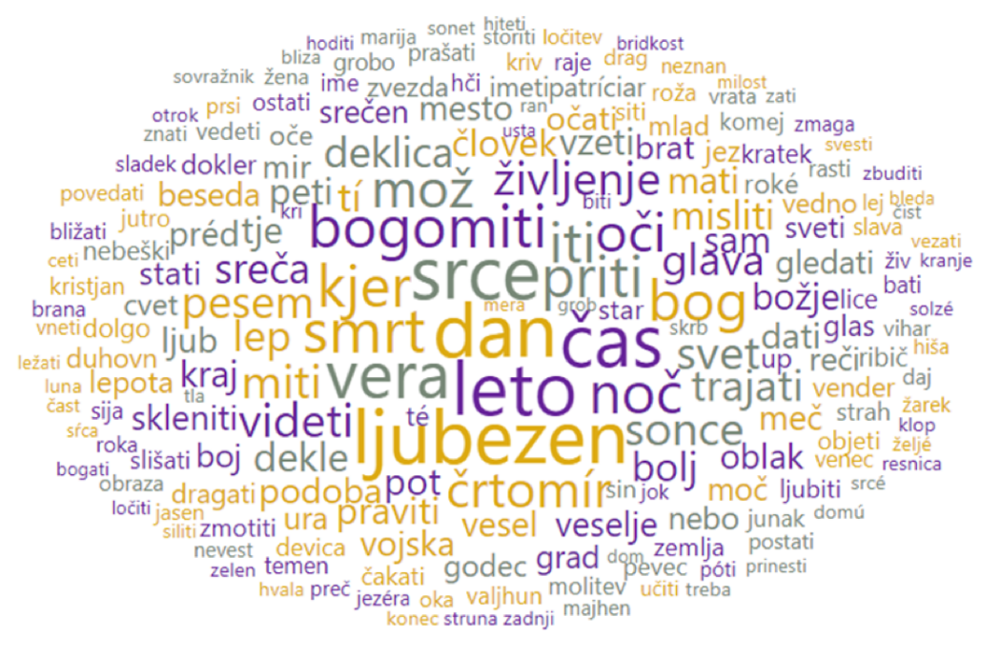 hiteti
sonet
hoditi marija storiti ločitev bridkost
bliza grobo prašati kriv raje drag neznan
sovražnik žena ime zvezda hči imeti patríciar roža milost
otrok prsi ostati srečen mesto ran očati siti mlad vrata zati
znati vedeti oče deklica usta človek vzeti brat jez komej zmaga
sladek dokler mir kratek svesti
povedati beseda peti tí mož življenje mati roké rasti zbuditi
jutro kri bogomiti biti misliti vedno lej bleda
bližati prédtje iti oči sam sveti slava čist
ceti nebeški stati sreča srce priti glava gledati živ vezati kranje
kristjan cvet pesem kjer mera grob star bog božje lice bati
brana vneti dolgo ljub lep smrt dan čas skrb dati glas vihar solzé
ležati duhovn kraj miti vera svet up reči ribič hiša
luna lepota tla leto noč trajati vender daj
čast sija skleniti videti té meč strah žarek
sŕca roka slišati boj dekle ljubezen sonce oblak objeti klop željé
bogati obraza bolj venec resnica
ločiti dragati podoba pot črtomír sin jok moč ljubiti srcé
jasen zmotiti ura praviti vesel veselje nebo junak domú
siliti nevest devica vojska grad dom zemlja postati
zelen temen čakati godec pevec póti prinesti
hvala preč jezéra oka valjhun molitev učiti treba
konec struna zadnji majhen